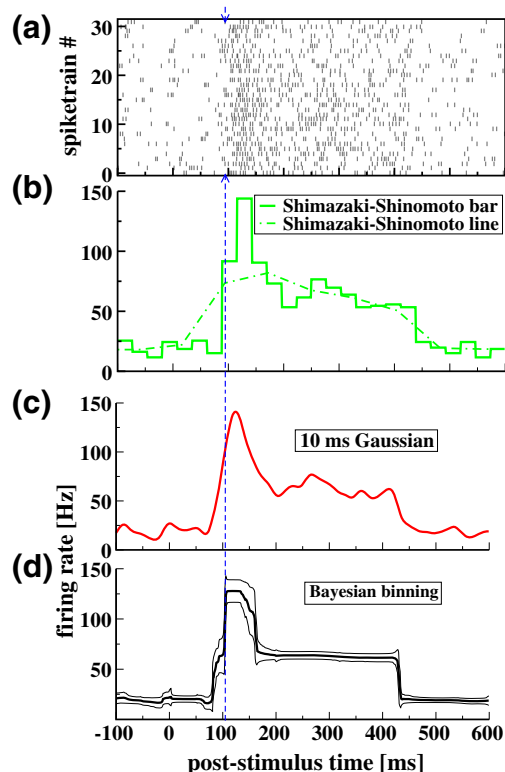 (a)
spiketrain #
30
20
10
0
(b)
150
100
50
0
Shimazaki-Shinomoto bar
Shimazaki-Shinomoto line
(c)
150
100
50
0
10 ms Gaussian
firing rate [Hz]
(d)
150
100
50
Bayesian binning
-100 0 100 200 300 400 500 600
post-stimulus time [ms]